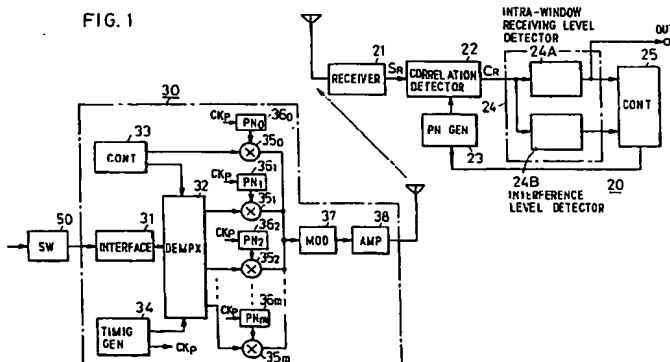 FIG. 1
INTRA-WINDOW
RECEIVING LEVEL
DETECTOR
OUT
21
22
24A
25
RECEIVER
SR
CORRELATION
DETECTOR
CR
24
CONT
PN GEN
23
24B
INTERFERENCE
LEVEL DETECTOR
20
30
33
CONT
CKP
PN0
360
350
32
CKP
PN1
361
351
50
SW
31
INTERFACE
DEMPX
CKP
PN2
362
352
37
MOD
38
AMP
34
TIMIG
GEN
CKP
CKP
PNm
36m
35m